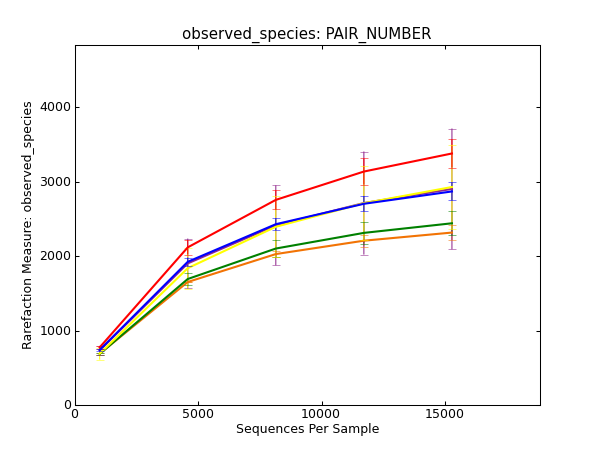 observed_species: PAIR_NUMBER
Rarefaction Measure: observed_species
4000
3000
2000
1000
0
0 5000 10000 15000
Sequences Per Sample